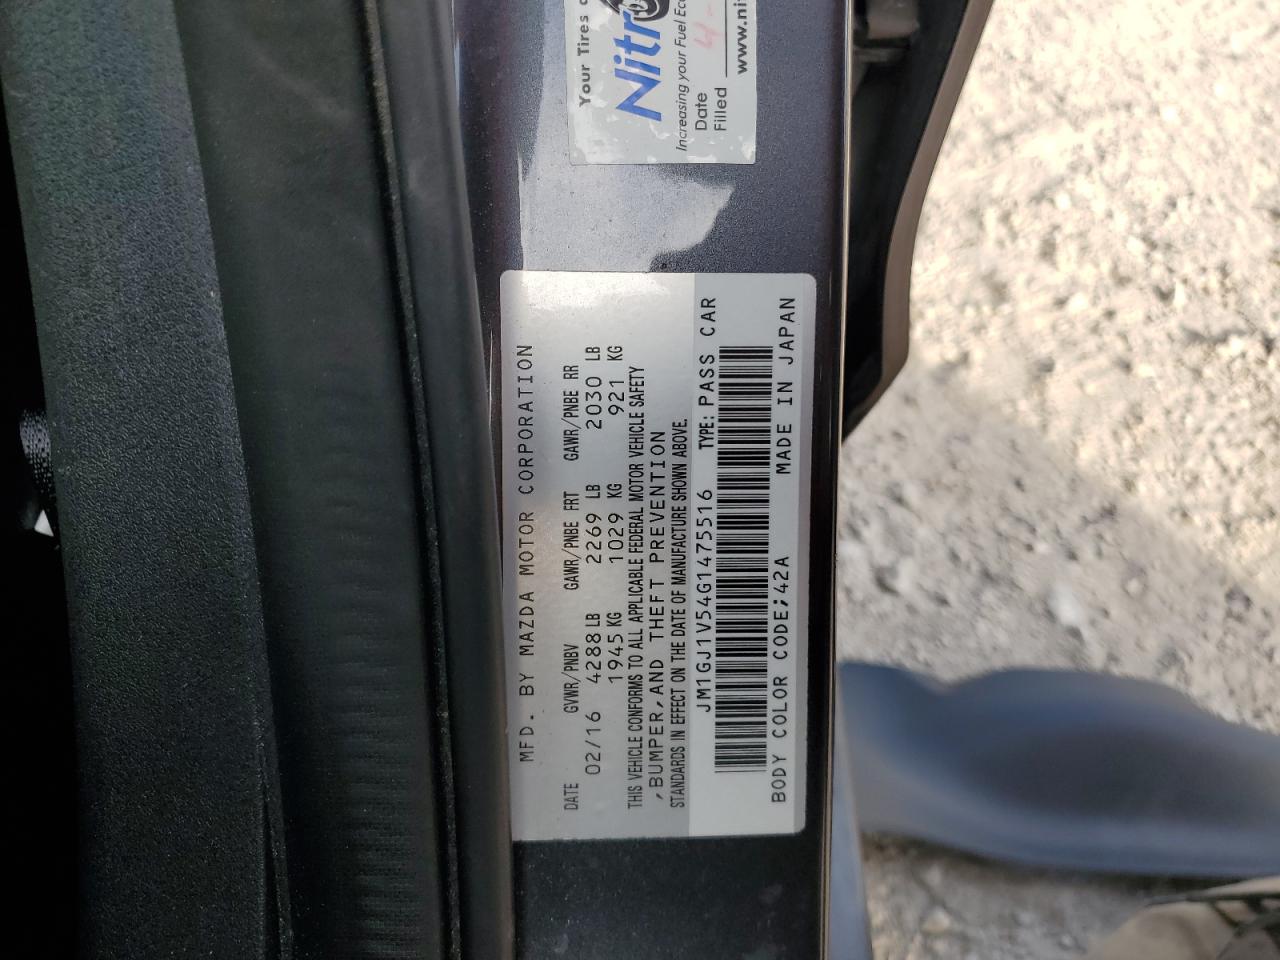 MFD. BY MAZDA MOTOR CORPORATION
DATE GVWR/PNBV GAWR/PNBE FRT GAWR/PNBE RR
02/16 4288 LB 2269 LB 2030 LB
1945 KG 1029 KG 921 KG
THIS VEHICLE CONFORMS TO ALL APPLICABLE FEDERAL MOTOR VEHICLE SAFETY
,BUMPER,AND THEFT PREVENTION
STANDARDS IN EFFECT ON THE DATE OF MANUFACTURE SHOWN ABOVE.
JM1GJ1V54G1475516 TYPE: PASS CAR
BODY COLOR CODE;42A MADE IN JAPAN
Your Tires
Nitr
Increasing your Fuel
Date
Filled 4-
www.ni